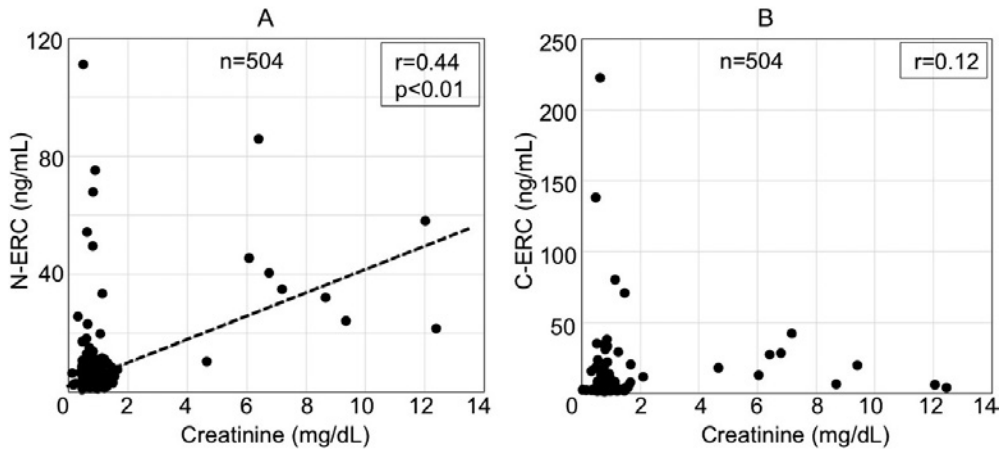 A
N-ERC (ng/mL)
120
80
40
0
2
4
6
8
10
12
14
n=504
r=0.44
p<0.01
Creatinine (mg/dL)
B
C-ERC (ng/mL)
250
200
150
100
50
0
2
4
6
8
10
12
14
n=504
r=0.12
Creatinine (mg/dL)